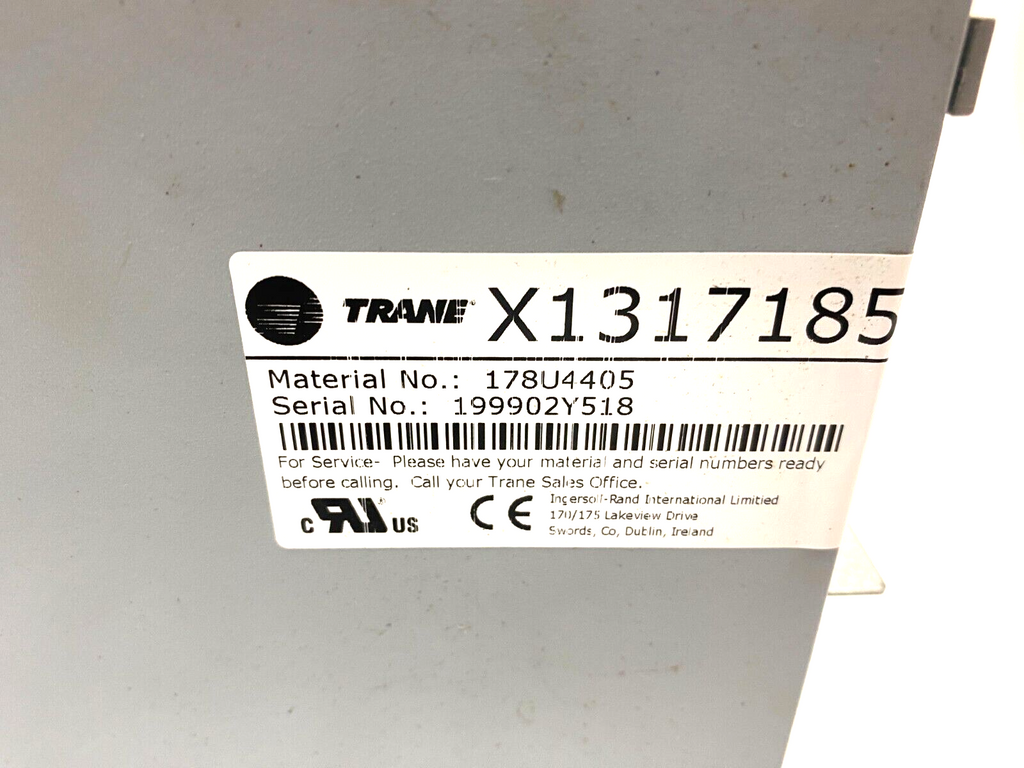 TRANE® X1317185
Material No.: 178U4405
Serial No.: 199902Y518
For Service- Please have your material and serial numbers ready
before calling. Call your Trane Sales Office.
Ingersoll-Rand International Limitied
170/175 Lakeview Drive
Swords, Co, Dublin, Ireland
C RU US CE